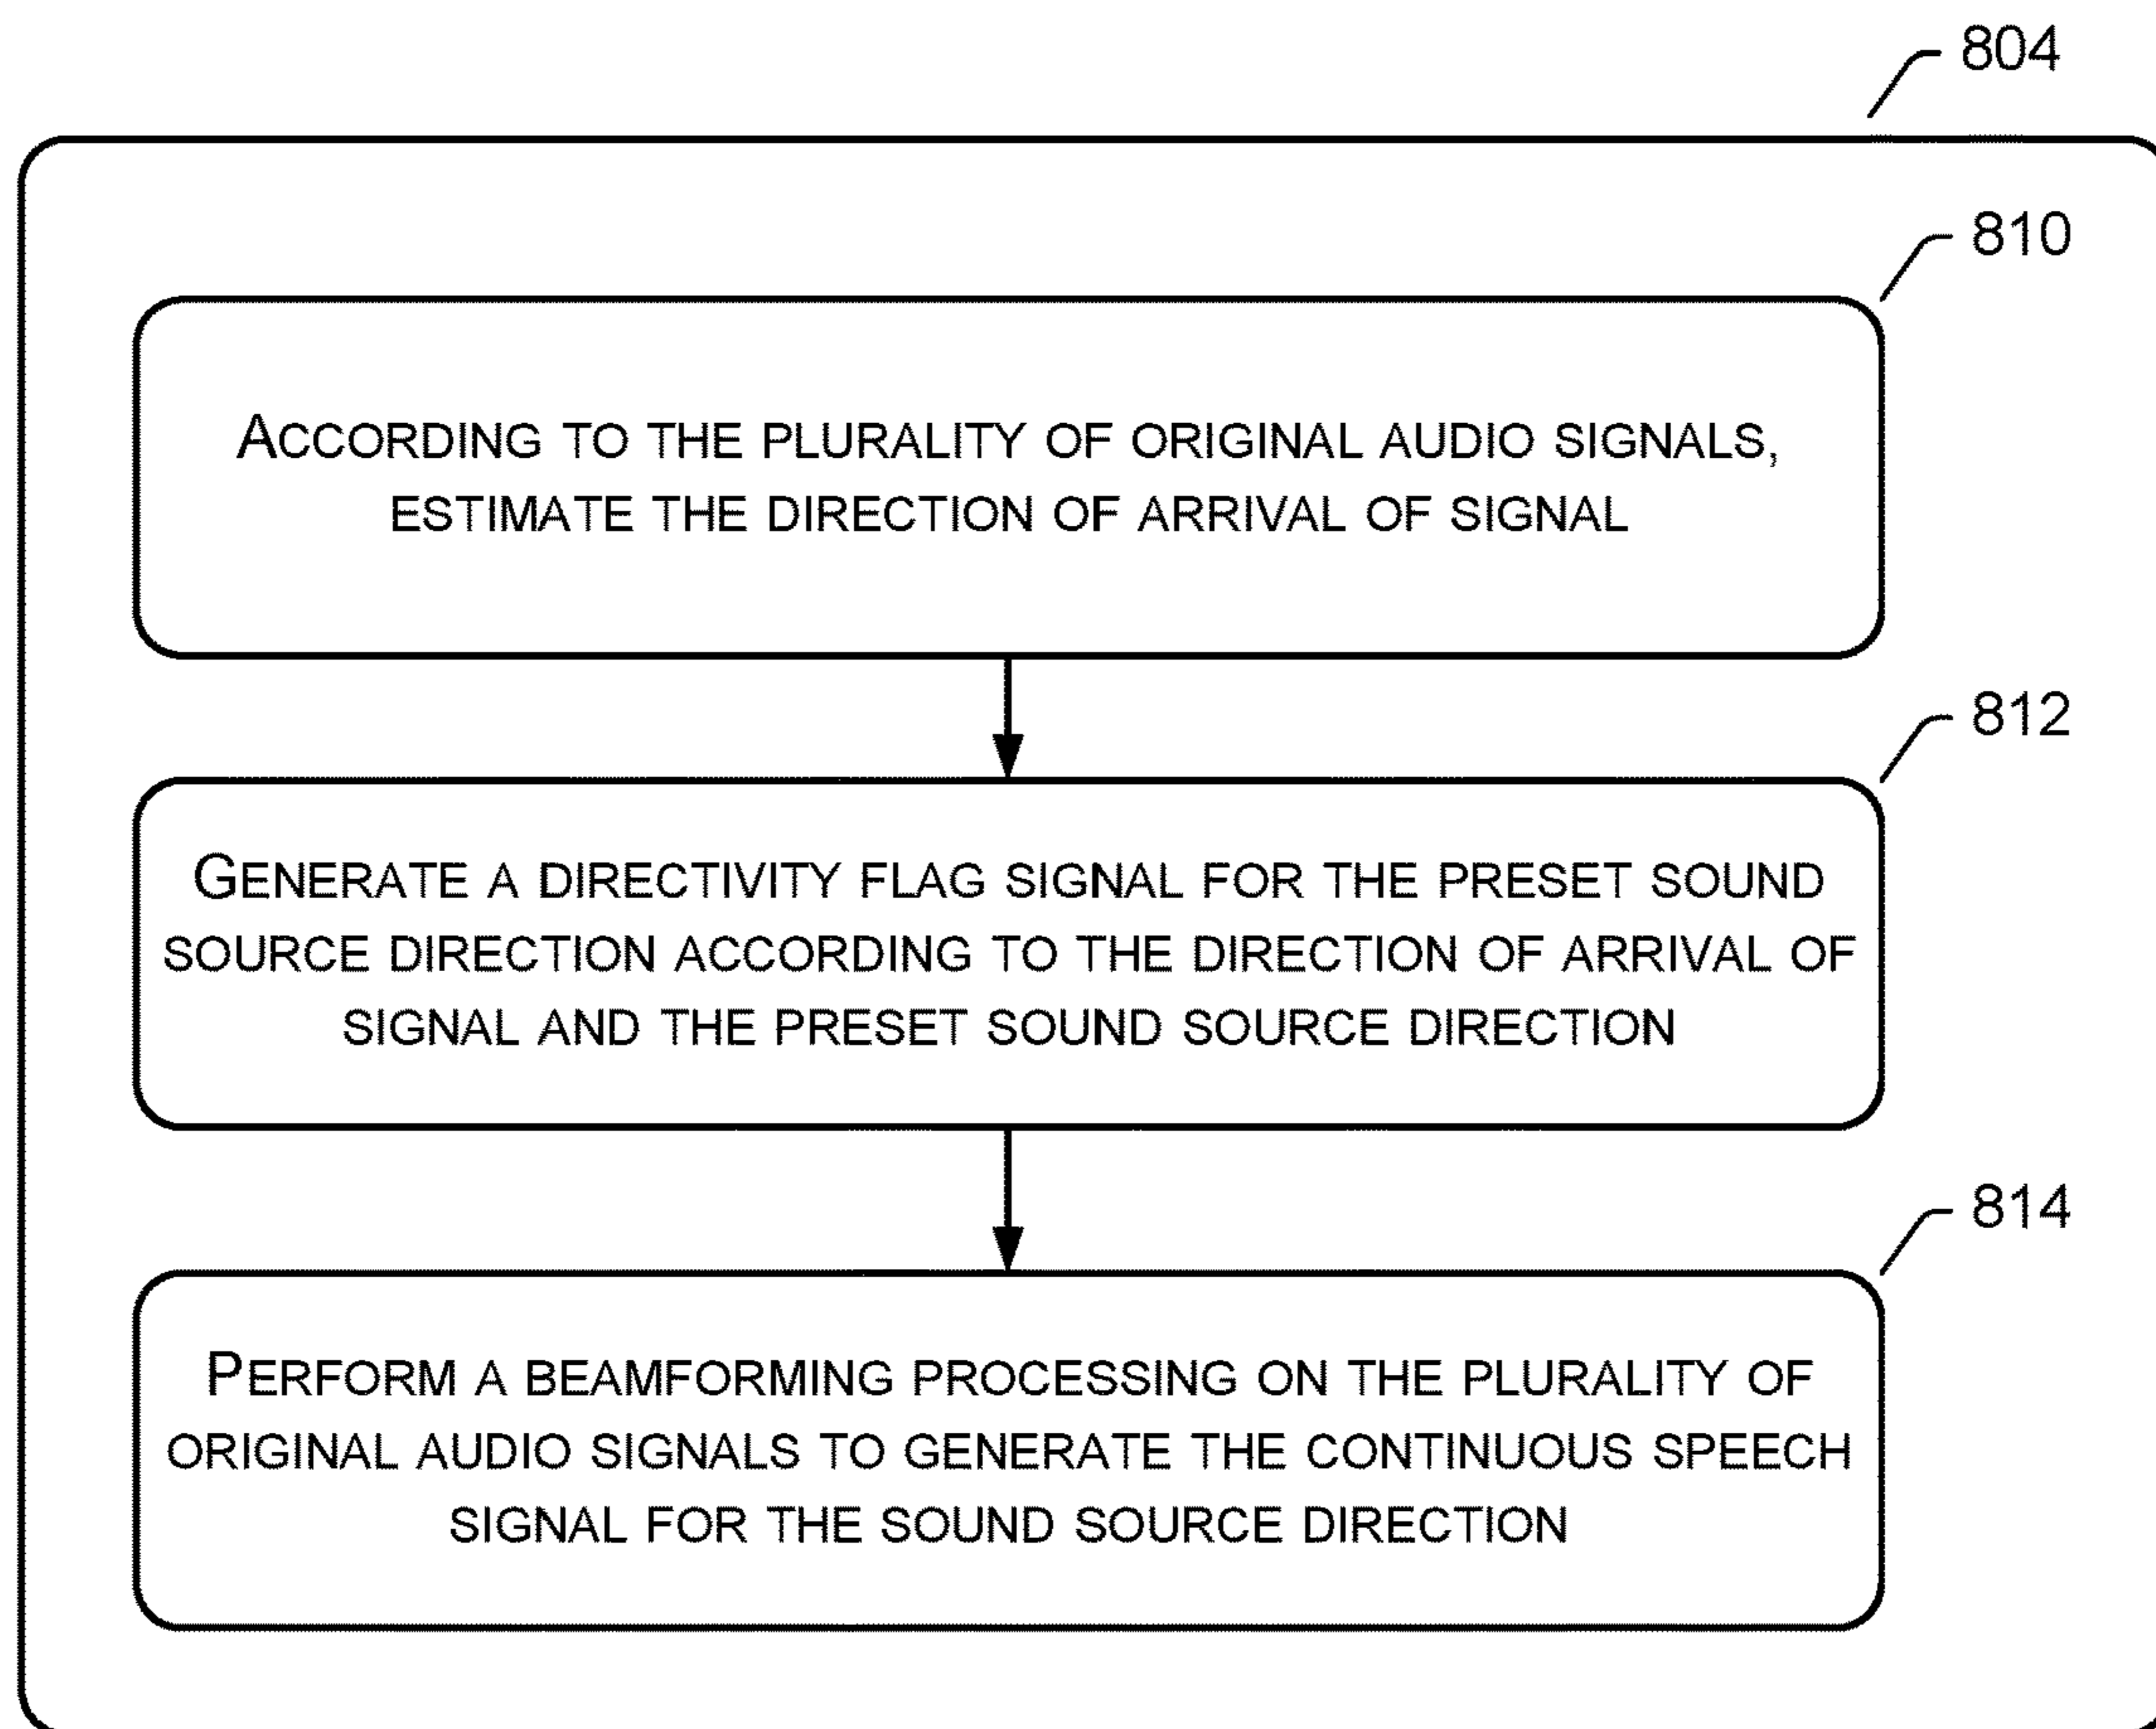 804
810
ACCORDING TO THE PLURALITY OF ORIGINAL AUDIO SIGNALS,
ESTIMATE THE DIRECTION OF ARRIVAL OF SIGNAL
812
GENERATE A DIRECTIVITY FLAG SIGNAL FOR THE PRESET SOUND
SOURCE DIRECTION ACCORDING TO THE DIRECTION OF ARRIVAL OF
SIGNAL AND THE PRESET SOUND SOURCE DIRECTION
814
PERFORM A BEAMFORMING PROCESSING ON THE PLURALITY OF
ORIGINAL AUDIO SIGNALS TO GENERATE THE CONTINUOUS SPEECH
SIGNAL FOR THE SOUND SOURCE DIRECTION